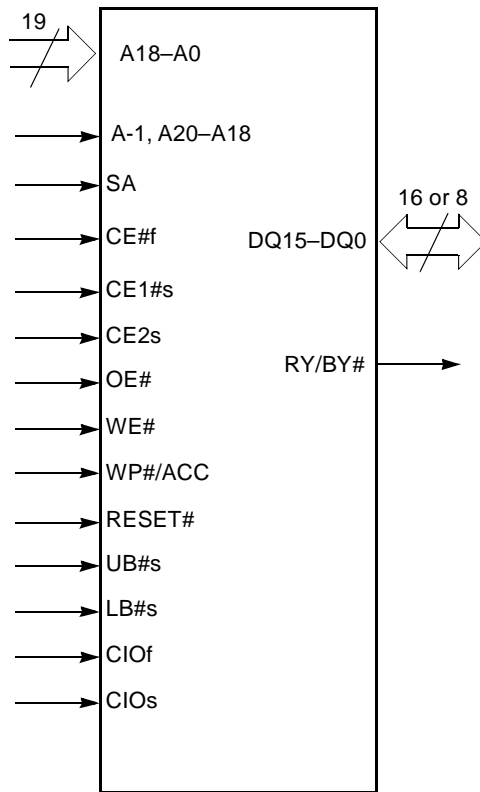 19
A18–A0
A-1, A20–A18
SA
16 or 8
CE#f
DQ15–DQ0
CE1#s
CE2s
RY/BY#
OE#
WE#
WP#/ACC
RESET#
UB#s
LB#s
CIOf
CIOs